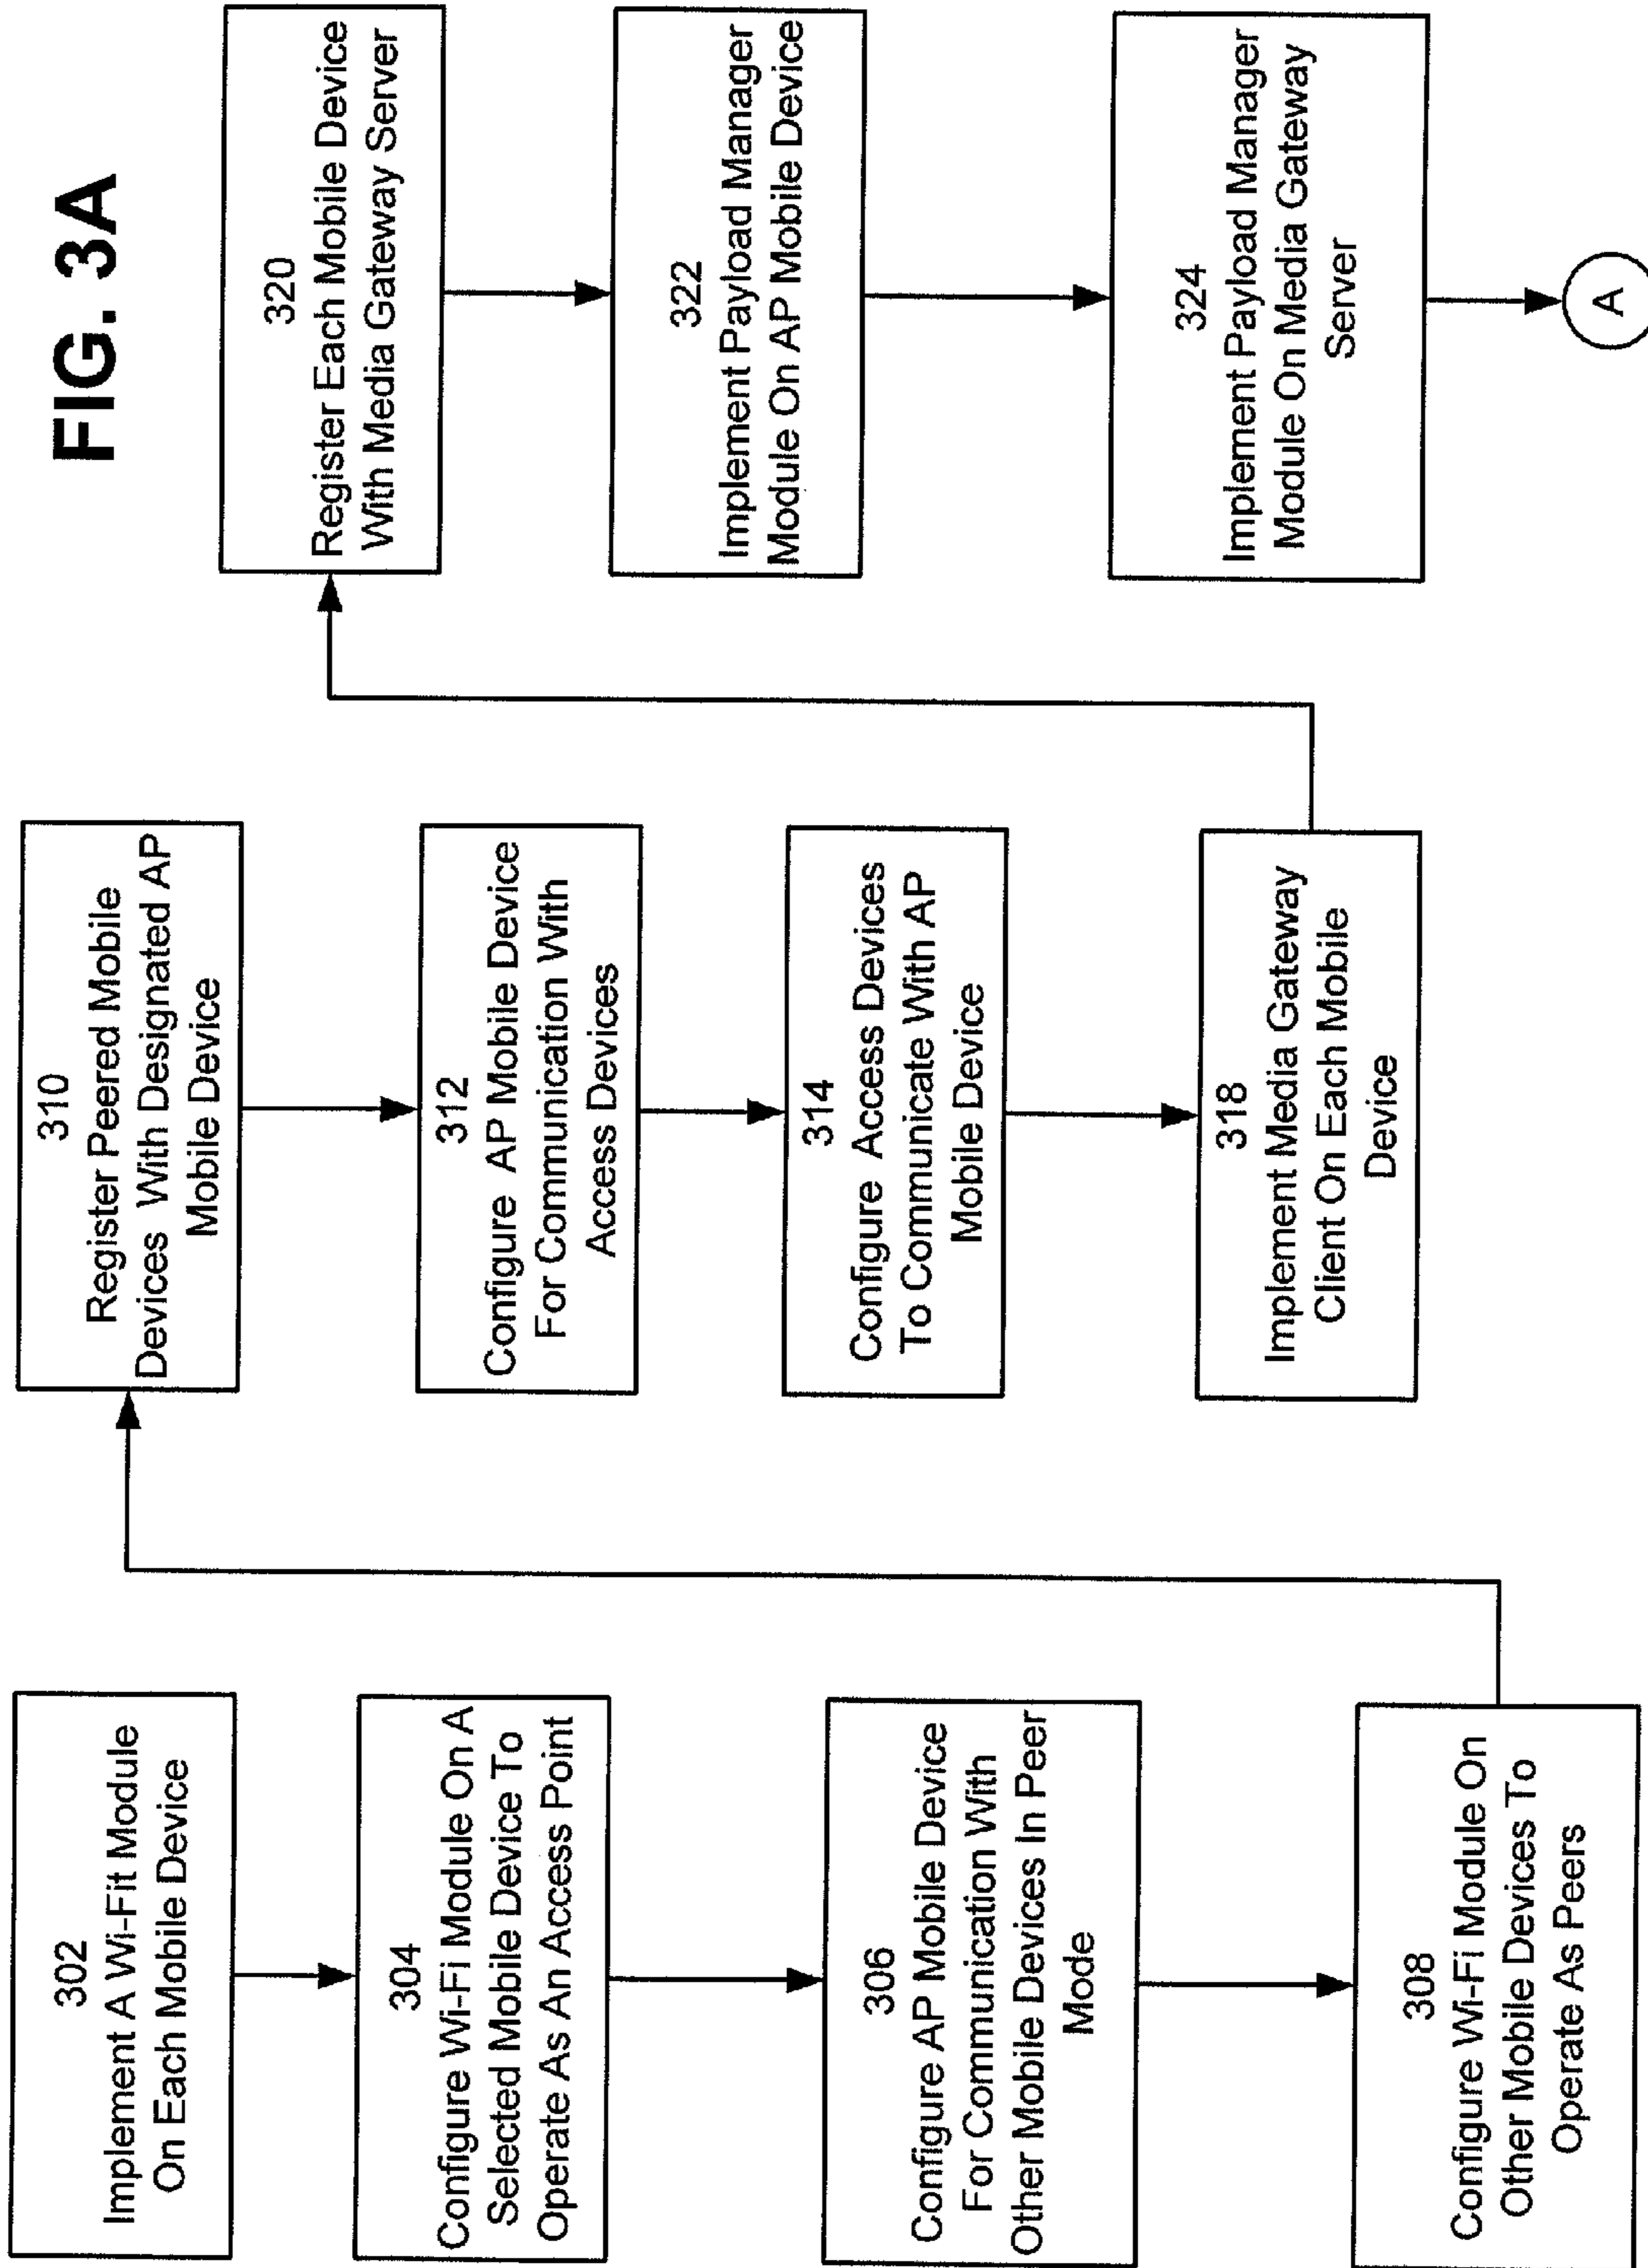 FIG. 3A
302
Implement A Wi-Fit Module
On Each Mobile Device
304
Configure Wi-Fi Module On A
Selected Mobile Device To
Operate As An Access Point
306
Configure AP Mobile Device
For Communication With
Other Mobile Devices In Peer
Mode
308
Configure Wi-Fi Module On
Other Mobile Devices To
Operate As Peers
310
Register Peered Mobile
Devices With Designated AP
Mobile Device
312
Configure AP Mobile Device
For Communication With
Access Devices
314
Configure Access Devices
To Communicate With AP
Mobile Device
318
Implement Media Gateway
Client On Each Mobile
Device
320
Register Each Mobile Device
With Media Gateway Server
322
Implement Payload Manager
Module On AP Mobile Device
324
Implement Payload Manager
Module On Media Gateway
Server
A